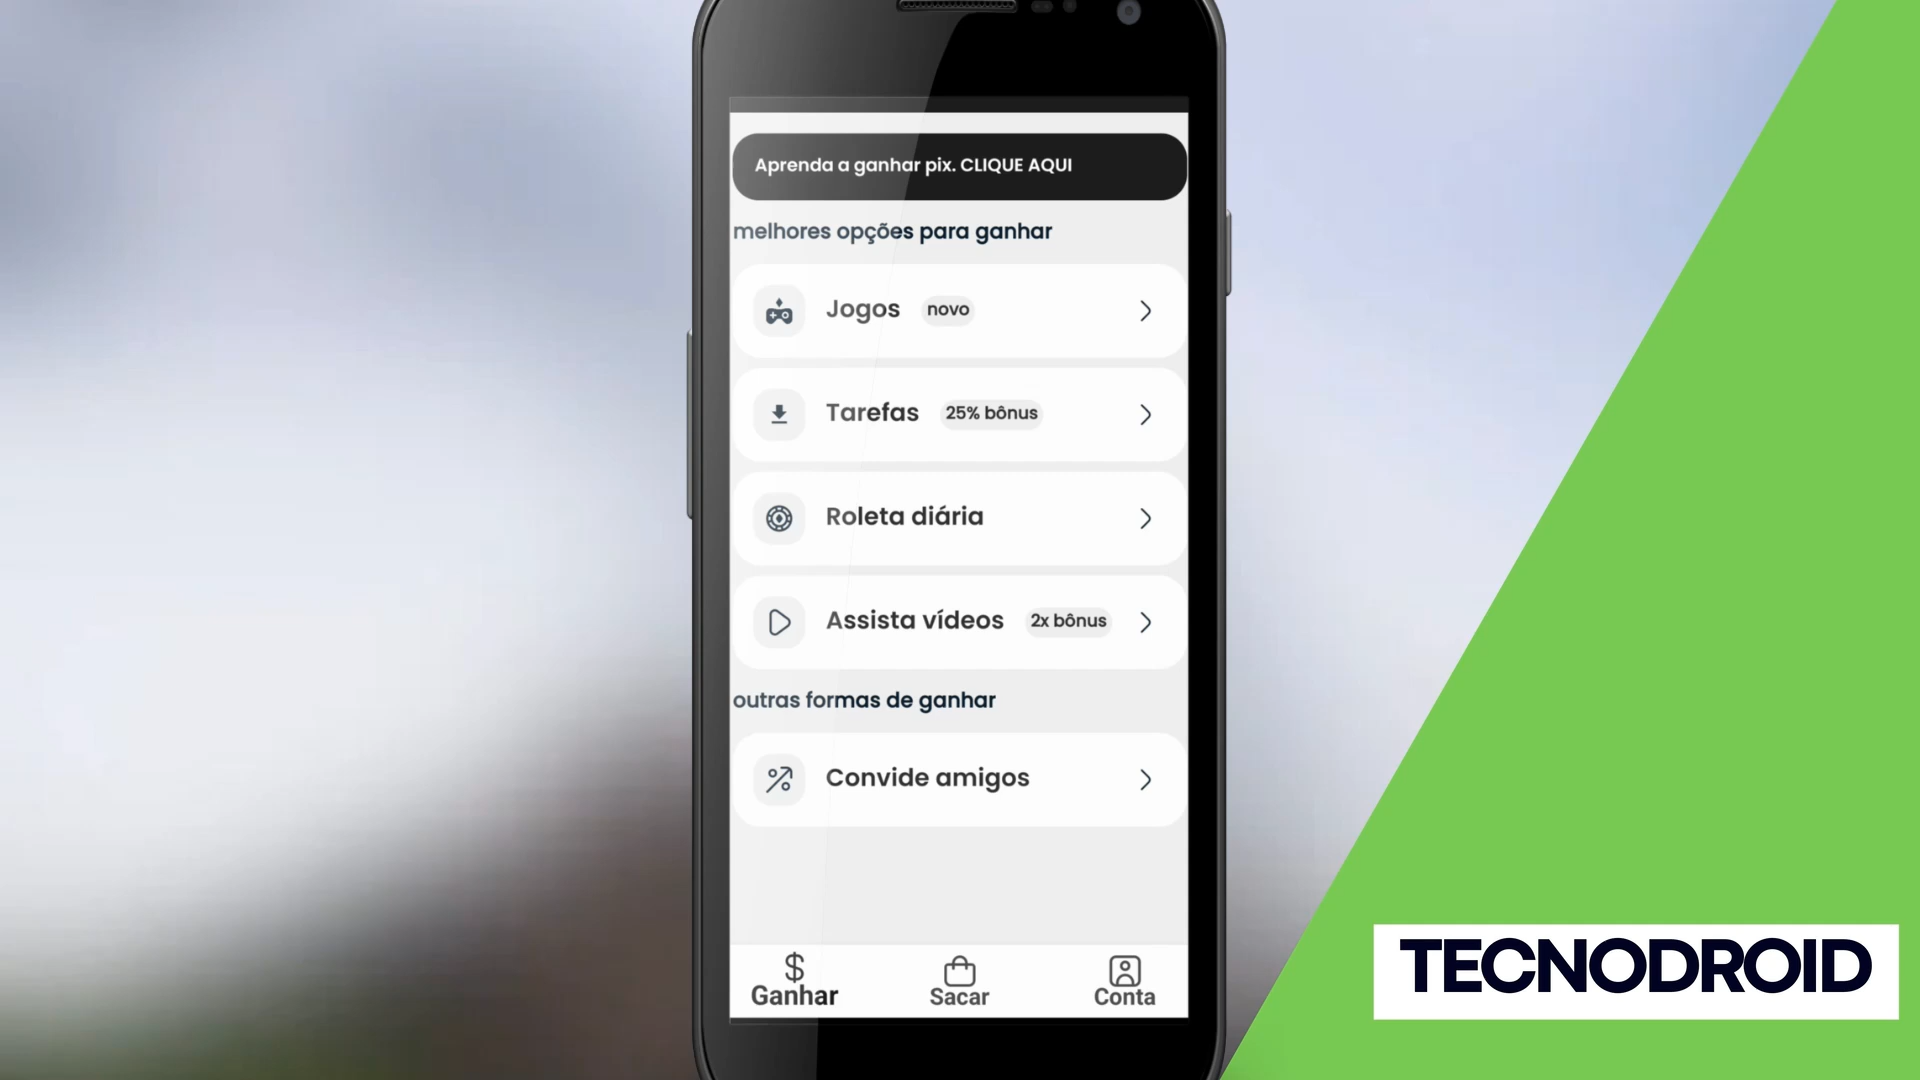 Aprenda a ganhar pix. CLIQUE AQUI
melhores opções para ganhar
Jogos novo
Tarefas 25% bônus
Roleta diária
Assista vídeos 2x bônus
outras formas de ganhar
Convide amigos
Ganhar Sacar Conta
TECNODROID